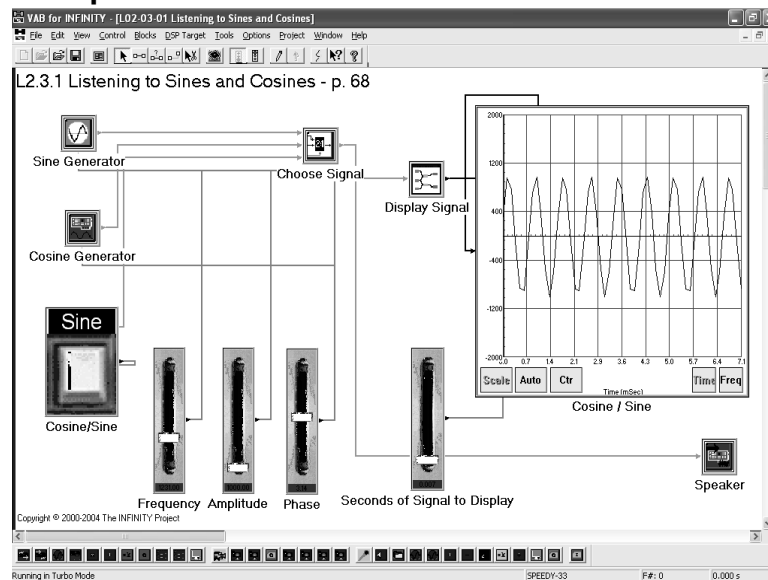 VAB for INFINITY - [L02-03-01 Listening to Sines and Cosines]
File Edit View Control Blocks DSP Target Tools Options Project Window Help
L2.3.1 Listening to Sines and Cosines - p. 68
Sine Generator
Choose Signal
Display Signal
Cosine Generator
2000
1200
400
-400
-1200
-2000
0.0 0.7 1.4 2.1 2.9 3.6 4.3 5.0 5.7 6.4 7.1
Scale Auto Ctr Time (mSec) Time Freq
Cosine / Sine
Sine
Cosine/Sine
Frequency Amplitude Phase Seconds of Signal to Display
Speaker
Copyright © 2000-2004 The INFINITY Project
Running in Turbo Mode SPEEDY-33 F#: 0 0.000 s